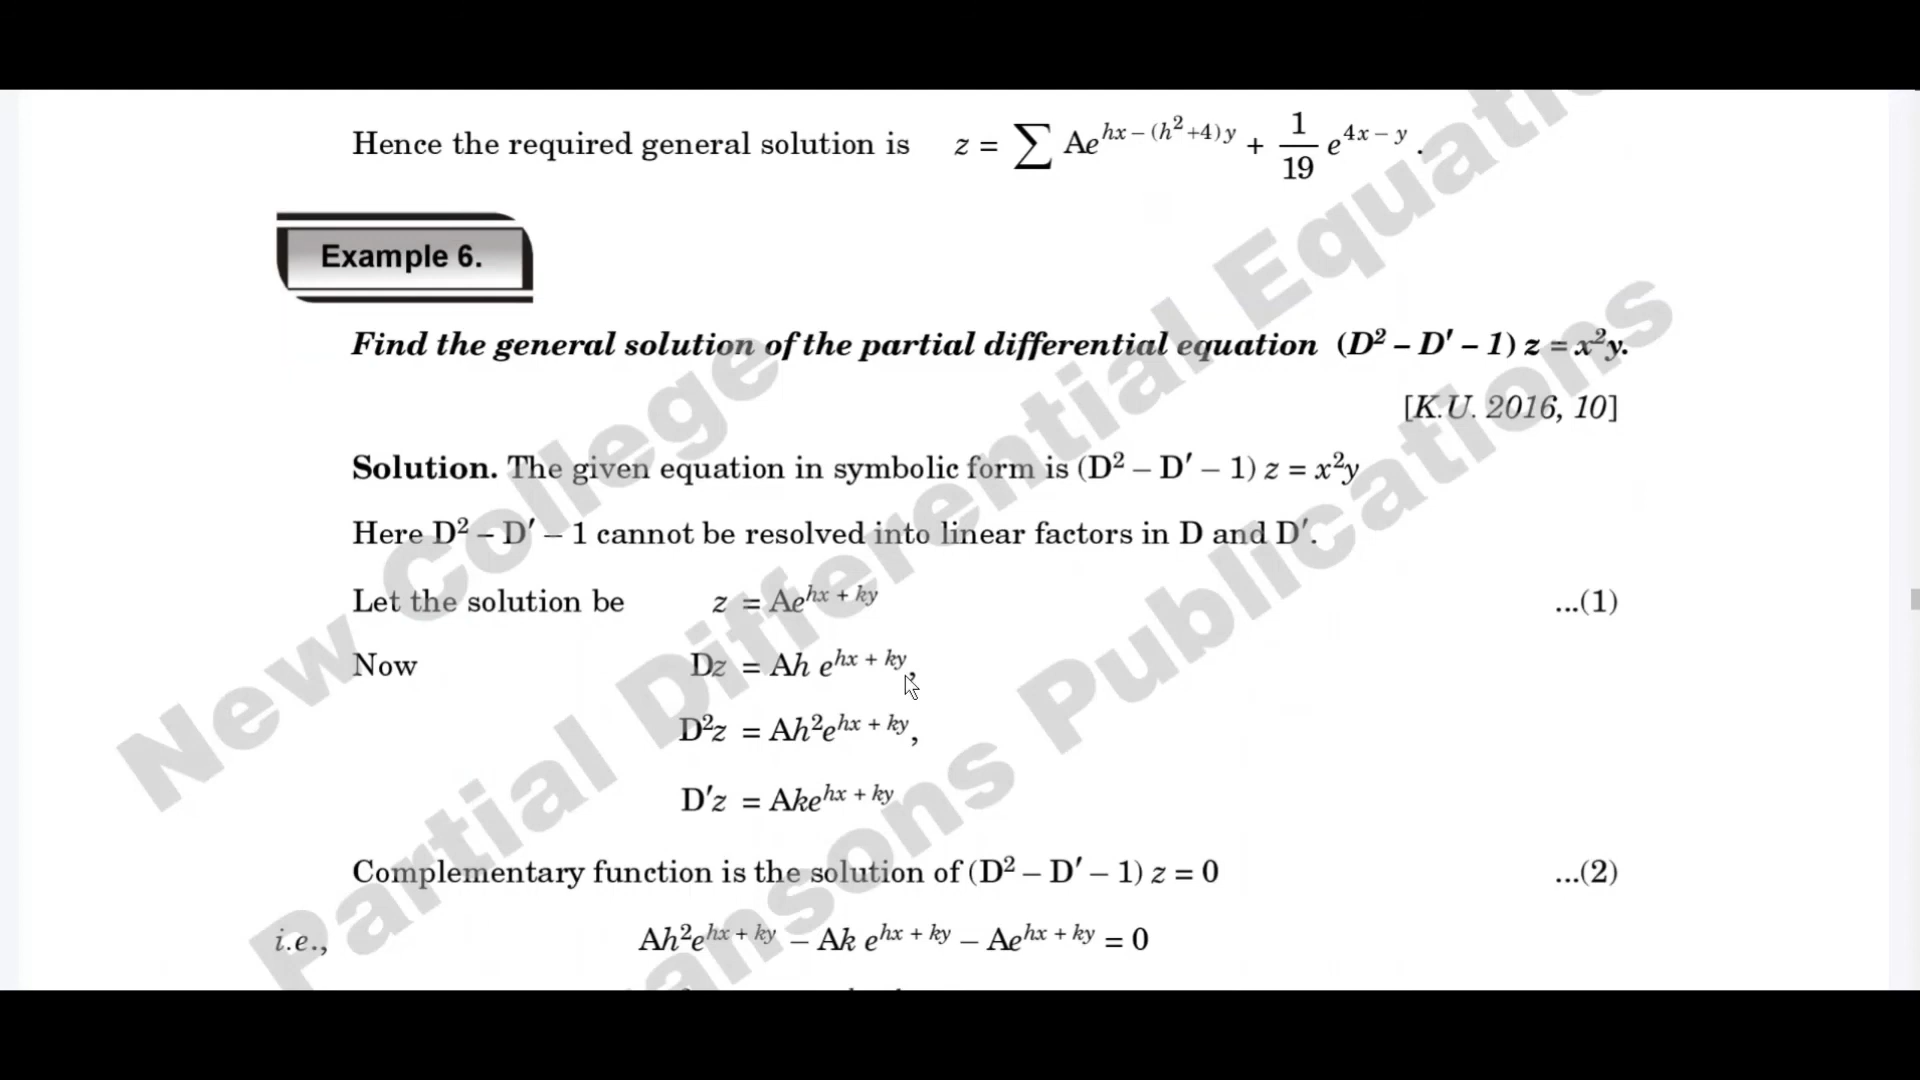 Hence the required general solution is z = ∑ Ae^{hx – (h²+4)y} + 1/19 e^{4x – y}.
Example 6.
Find the general solution of the partial differential equation (D² – D′ – 1) z = x²y.
[K.U. 2016, 10]
Solution. The given equation in symbolic form is (D² – D′ – 1) z = x²y
Here D² – D′ – 1 cannot be resolved into linear factors in D and D′.
Let the solution be z = Ae^{hx + ky} ...(1)
Now Dz = Ah e^{hx + ky},
D²z = Ah²e^{hx + ky},
D′z = Ake^{hx + ky}
Complementary function is the solution of (D² – D′ – 1) z = 0 ...(2)
i.e., Ah²e^{hx + ky} – Ak e^{hx + ky} – Ae^{hx + ky} = 0
New College
Partial Differential Equati
ansons Publications